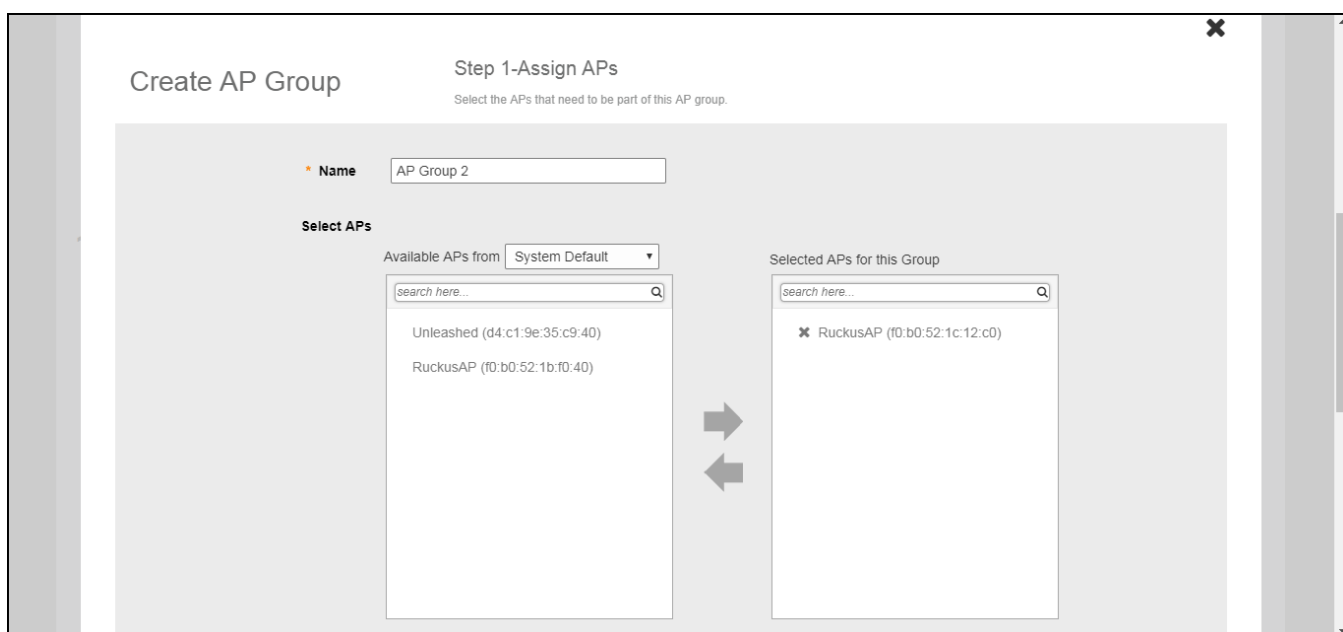 Create AP Group
Step 1-Assign APs
Select the APs that need to be part of this AP group.
* Name
AP Group 2
Select APs
Available APs from
System Default
search here...
Unleashed (d4:c1:9e:35:c9:40)
RuckusAP (f0:b0:52:1b:f0:40)
Selected APs for this Group
search here...
RuckusAP (f0:b0:52:1c:12:c0)